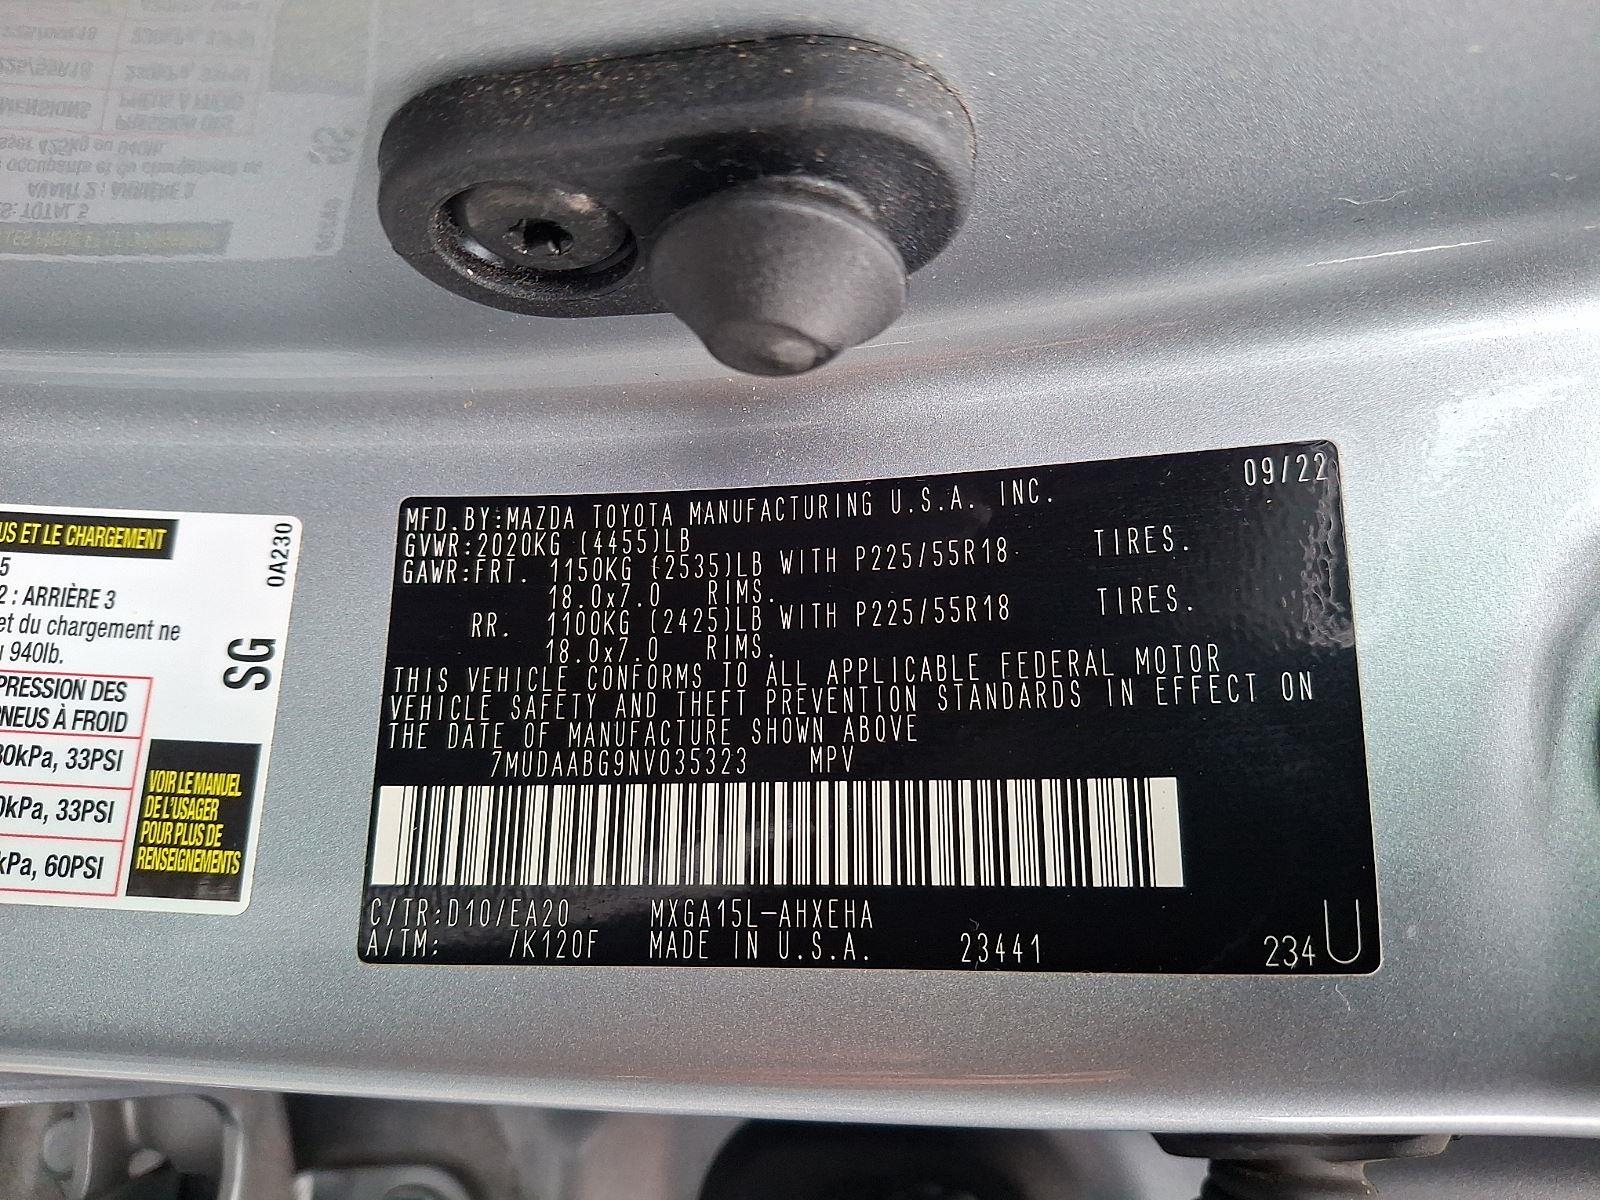 09/22
MFD.BY:MAZDA TOYOTA MANUFACTURING U.S.A. INC.
GVWR:2020KG (4455)LB
GAWR:FRT. 1150KG (2535)LB WITH P225/55R18 TIRES.
18.0x7.0 RIMS.
RR. 1100KG (2425)LB WITH P225/55R18 TIRES.
18.0x7.0 RIMS.
THIS VEHICLE CONFORMS TO ALL APPLICABLE FEDERAL MOTOR
VEHICLE SAFETY AND THEFT PREVENTION STANDARDS IN EFFECT ON
THE DATE OF MANUFACTURE SHOWN ABOVE
7MUDAABG9NV035323 MPV
C/TR:D10/EA20 MXGA15L-AHXEHA
A/TM: /K120F MADE IN U.S.A. 23441 234 U
ET LE CHARGEMENT
5
2 : ARRIÈRE 3
et du chargement ne
940lb.
PRESSION DES
PNEUS À FROID
kPa, 33PSI
kPa, 33PSI
kPa, 60PSI
VOIR LE MANUEL
DE L'USAGER
POUR PLUS DE
RENSEIGNEMENTS
0A230
SG